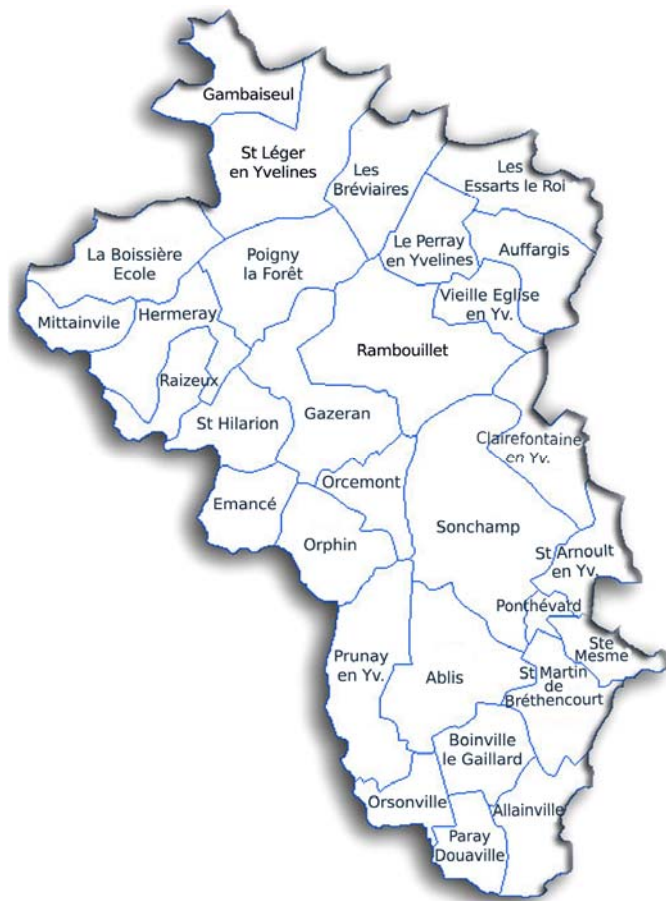 Gambaiseul
St Léger
en Yvelines
Les
Bréviaires
Les
Essarts le Roi
La Boissière
Ecole
Poigny
la Forêt
Le Perray
en Yvelines
Auffargis
Mittainville
Hermeray
Vieille Eglise
en Yv.
Rambouillet
Raizeux
St Hilarion
Gazeran
Clairefontaine
en Yv.
Emancé
Orcemont
Sonchamp
Orphin
St Arnoult
en Yv.
Ponthévard
Ste
Mesme
Prunay
en Yv.
Ablis
St Martin
de
Bréthencourt
Boinville
le Gaillard
Orsonville
Allainville
Paray
Douaville